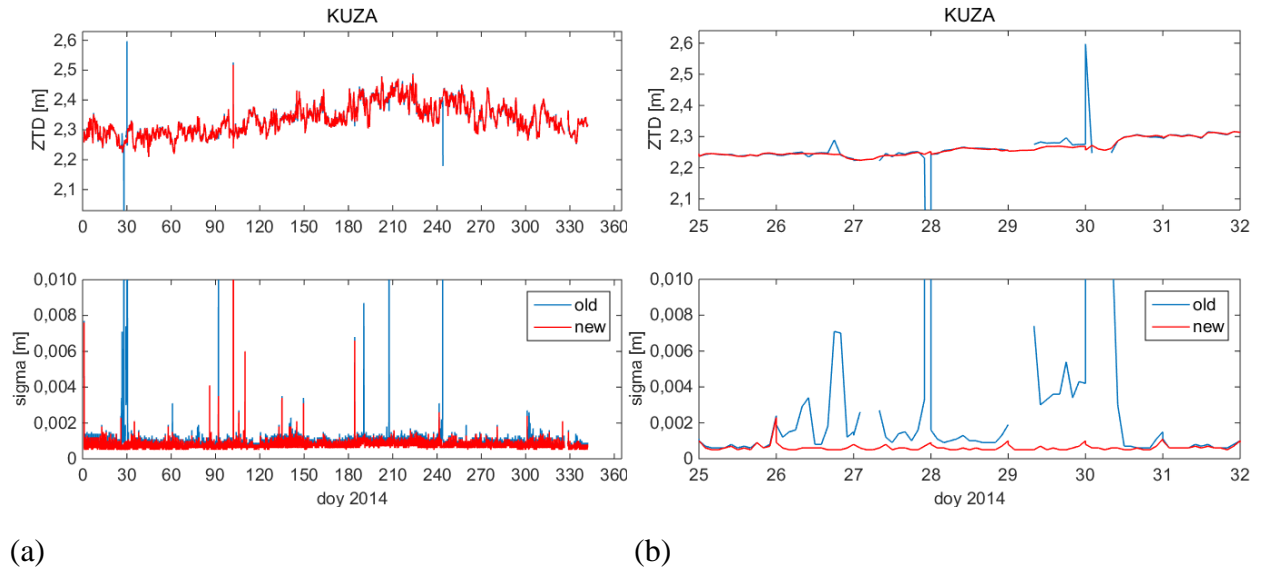 KUZA
2,6
2,5
2,4
2,3
2,2
2,1
ZTD [m]
0 30 60 90 120 150 180 210 240 270 300 330 360
0,010
0,008
0,006
0,004
0,002
0
sigma [m]
old
new
0 30 60 90 120 150 180 210 240 270 300 330 360
doy 2014
(a)
KUZA
2,6
2,5
2,4
2,3
2,2
2,1
ZTD [m]
25 26 27 28 29 30 31 32
0,010
0,008
0,006
0,004
0,002
0
sigma [m]
old
new
25 26 27 28 29 30 31 32
doy 2014
(b)